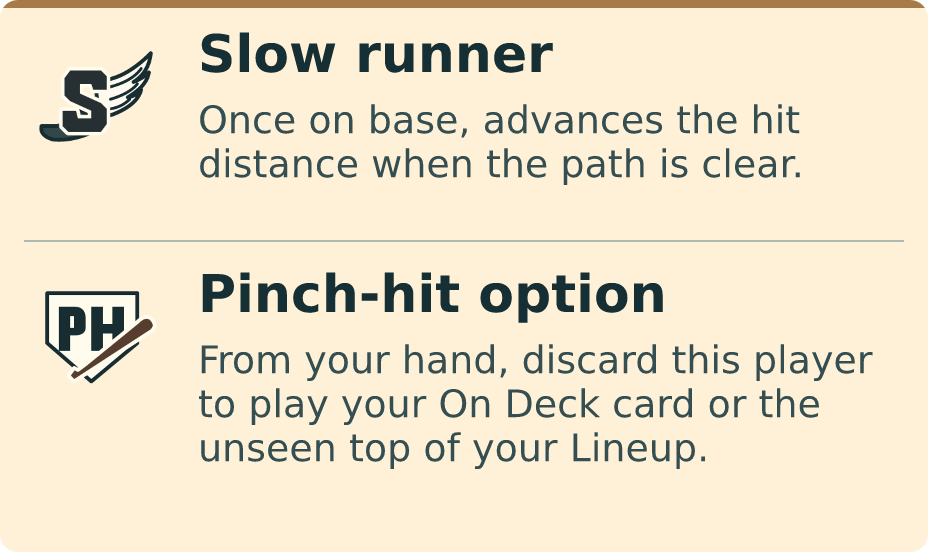 S
Slow runner
Once on base, advances the hit
distance when the path is clear.
PH
Pinch-hit option
From your hand, discard this player
to play your On Deck card or the
unseen top of your Lineup.